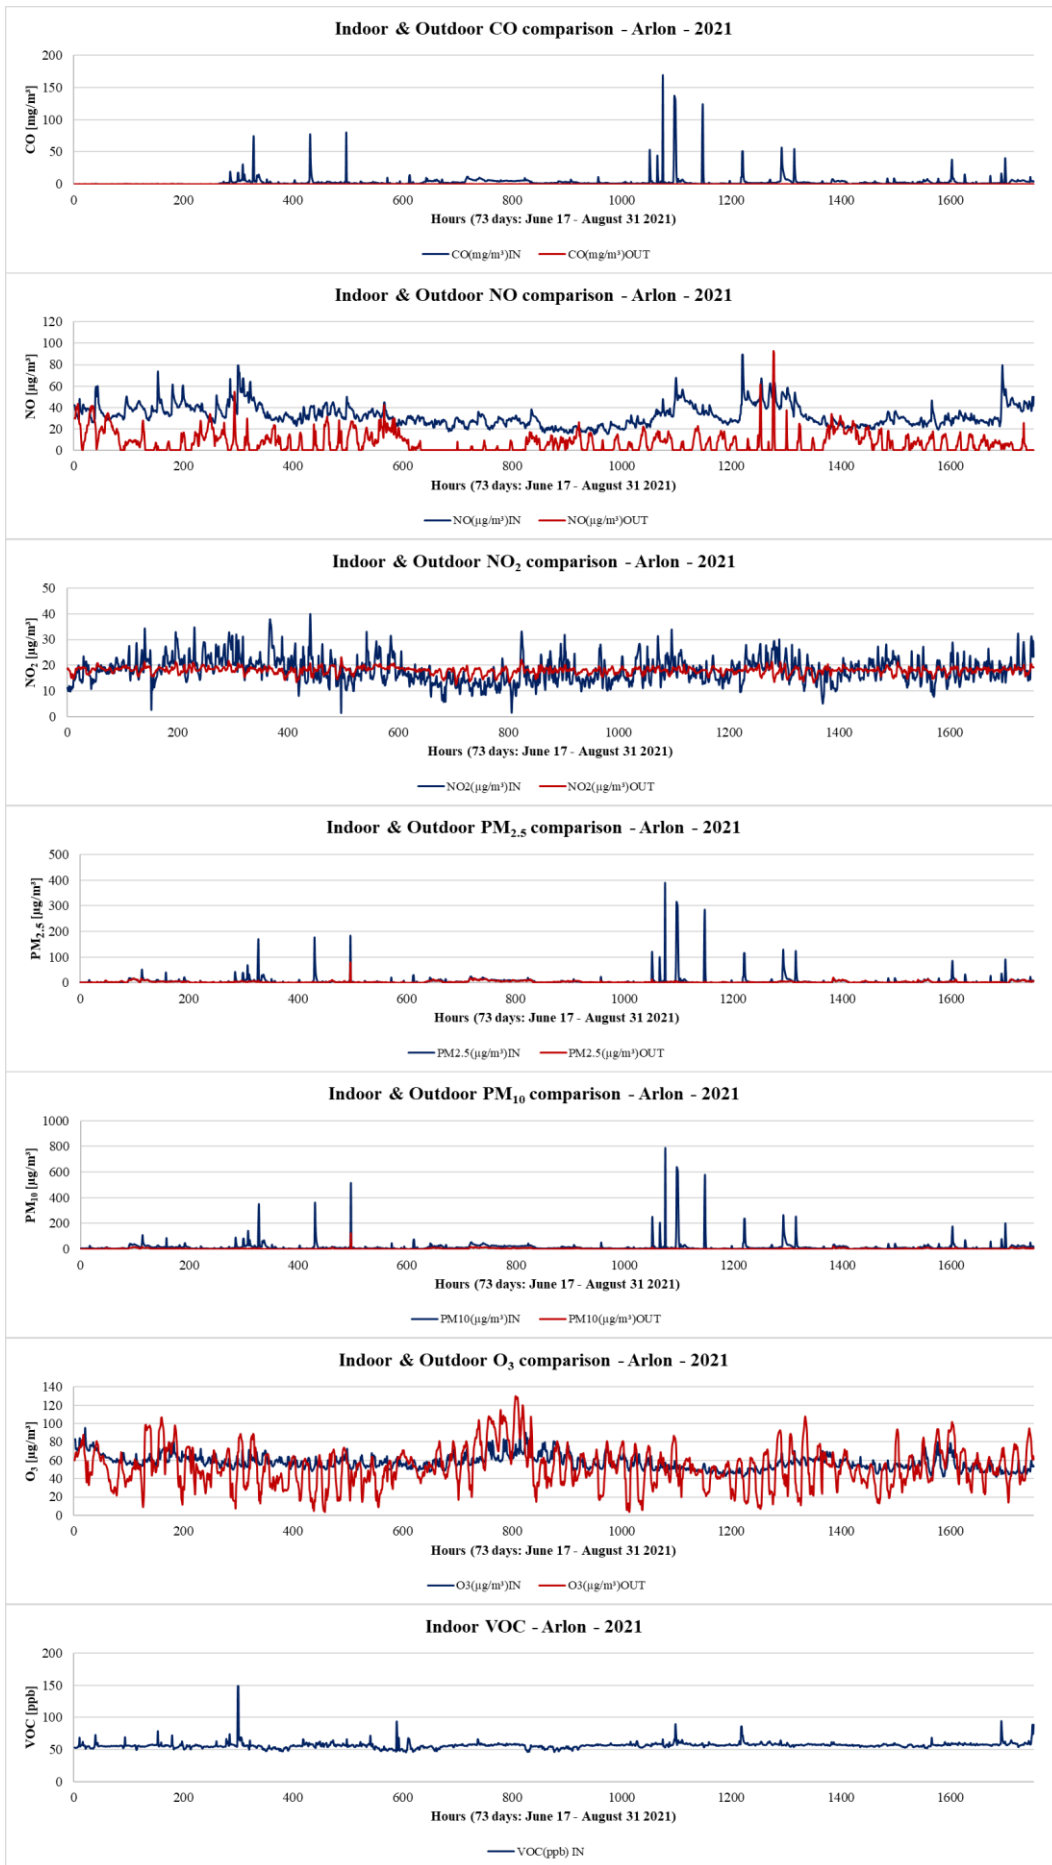 Indoor & Outdoor CO comparison - Arlon - 2021
CO [mg/m³]
200
150
100
50
0
0 200 400 600 800 1000 1200 1400 1600
Hours (73 days: June 17 - August 31 2021)
CO(mg/m³)IN CO(mg/m³)OUT
Indoor & Outdoor NO comparison - Arlon - 2021
NO [µg/m³]
120
100
80
60
40
20
0
0 200 400 600 800 1000 1200 1400 1600
Hours (73 days: June 17 - August 31 2021)
NO(µg/m³)IN NO(µg/m³)OUT
Indoor & Outdoor NO₂ comparison - Arlon - 2021
NO₂ [µg/m³]
50
40
30
20
10
0
0 200 400 600 800 1000 1200 1400 1600
Hours (73 days: June 17 - August 31 2021)
NO2(µg/m³)IN NO2(µg/m³)OUT
Indoor & Outdoor PM₂.₅ comparison - Arlon - 2021
PM₂.₅ [µg/m³]
500
400
300
200
100
0
0 200 400 600 800 1000 1200 1400 1600
Hours (73 days: June 17 - August 31 2021)
PM2.5(µg/m³)IN PM2.5(µg/m³)OUT
Indoor & Outdoor PM₁₀ comparison - Arlon - 2021
PM₁₀ [µg/m³]
1000
800
600
400
200
0
0 200 400 600 800 1000 1200 1400 1600
Hours (73 days: June 17 - August 31 2021)
PM10(µg/m³)IN PM10(µg/m³)OUT
Indoor & Outdoor O₃ comparison - Arlon - 2021
O₃ [µg/m³]
140
120
100
80
60
40
20
0
0 200 400 600 800 1000 1200 1400 1600
Hours (73 days: June 17 - August 31 2021)
O3(µg/m³)IN O3(µg/m³)OUT
Indoor VOC - Arlon - 2021
VOC [ppb]
200
150
100
50
0
0 200 400 600 800 1000 1200 1400 1600
Hours (73 days: June 17 - August 31 2021)
VOC(ppb) IN